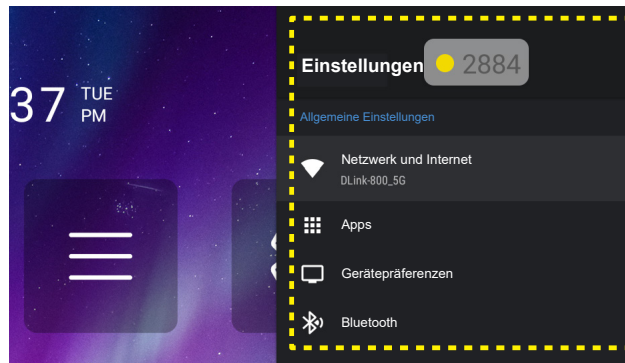 37 TUE
PM
Einstellungen 2884
Allgemeine Einstellungen
Netzwerk und Internet
DLink-800_5G
Apps
Gerätepräferenzen
Bluetooth